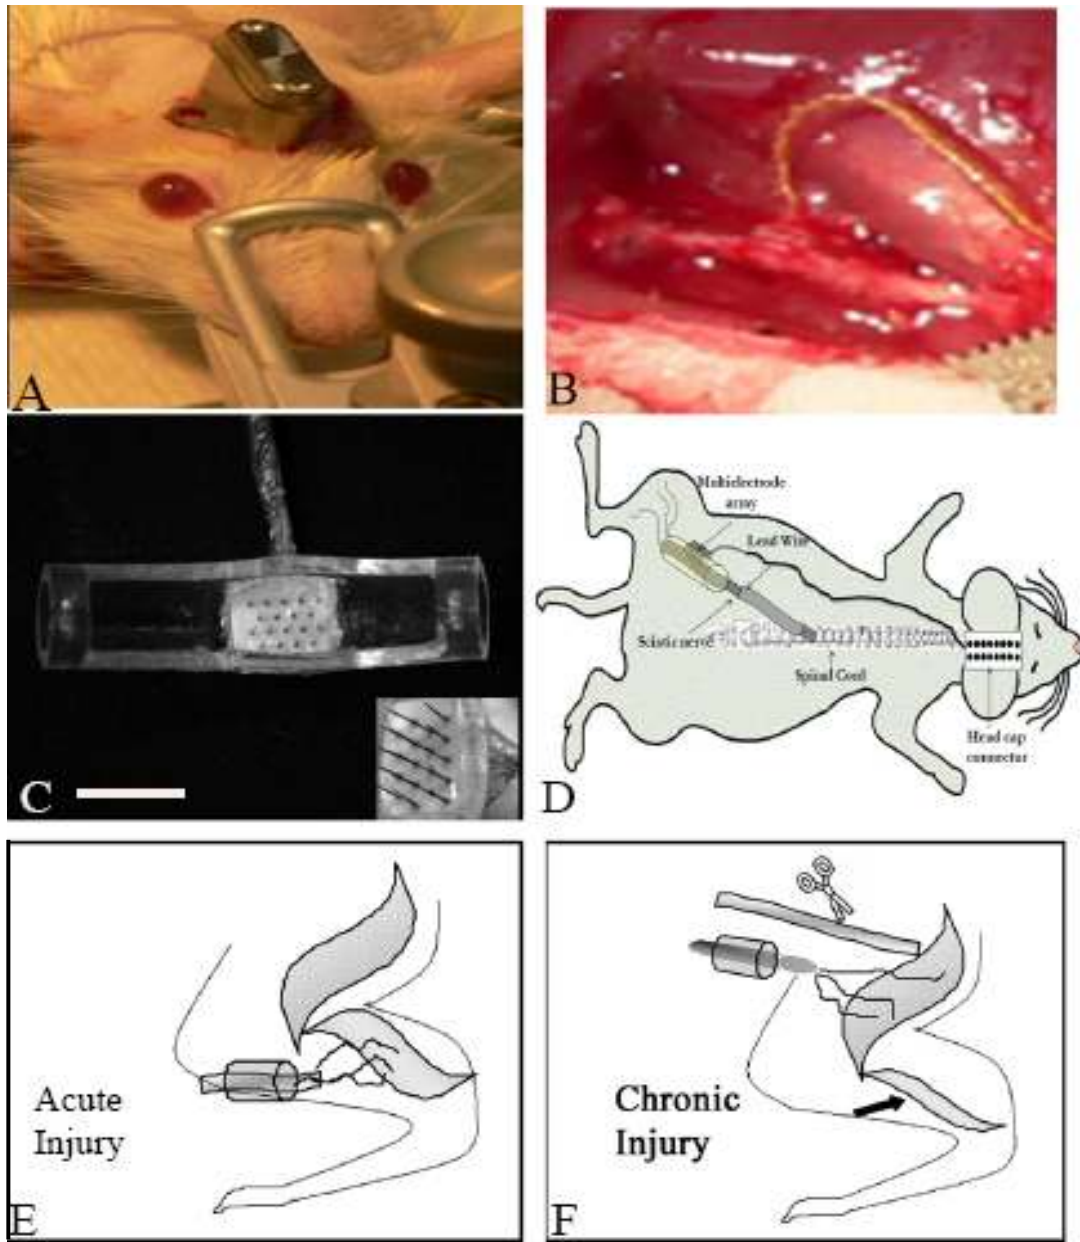 A
B
Multielectrode
array
Lead Wire
Sciatic nerve
Spinal Cord
Head cap
connector
C
D
Acute
Injury
E
Chronic
Injury
F